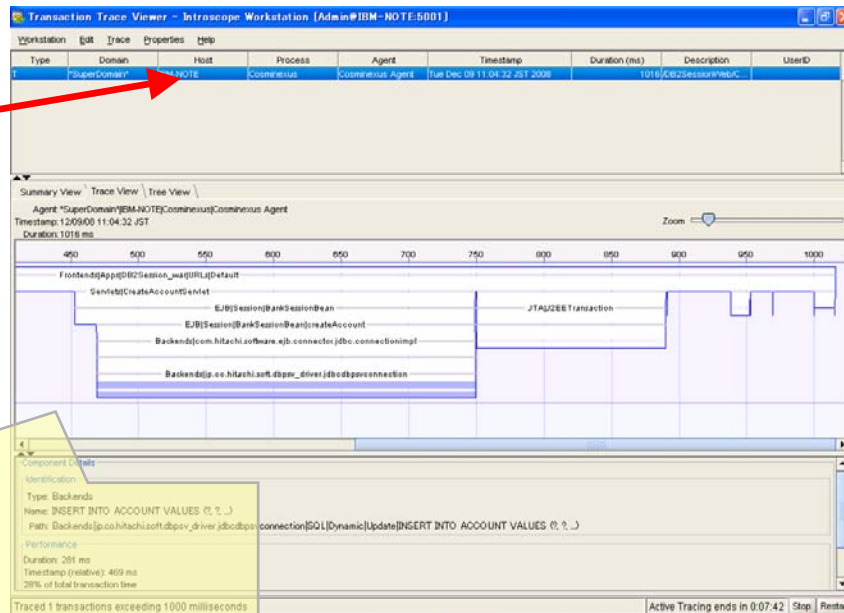 Transaction Trace Viewer - Introscope Workstation [Admin@IBM-NOTE:5001]
Workstation Edit Trace Properties Help
Type Domain Host Process Agent Timestamp Duration (ms) Description UserID
T *SuperDomain* IBM-NOTE Cosminexus Cosminexus Agent Tue Dec 09 11:04:32 JST 2008 1016 /DB2SessionWeb/C...
Summary View Trace View Tree View
Agent: *SuperDomain*|IBM-NOTE|Cosminexus|Cosminexus Agent
Timestamp: 12/09/08 11:04:32 JST
Zoom
Duration: 1016 ms
450 500 550 600 650 700 750 800 850 900 950 1000
Frontends|Apps|DB2Session_war|URLs|Default
Servlets|CreateAccountServlet
EJB|Session|BankSessionBean
JTA|J2EETransaction
EJB|Session|BankSessionBean|createAccount
Backends|com.hitachi.software.ejb.connector.jdbc.connectionimpl
Backends|jp.co.hitachi.soft.dbpsv_driver.jdbcdbpsvconnection
Component Details
Identification
Type: Backends
Name: INSERT INTO ACCOUNT VALUES (?, ?, ...)
Path: Backends|jp.co.hitachi.soft.dbpsv_driver.jdbcdbpsvconnection|SQL|Dynamic|Update|INSERT INTO ACCOUNT VALUES (?, ?, ...)
Performance
Duration: 281 ms
Timestamp (relative): 469 ms
28% of total transaction time
Traced 1 transactions exceeding 1000 milliseconds
Active Tracing ends in 0:07:42 Stop